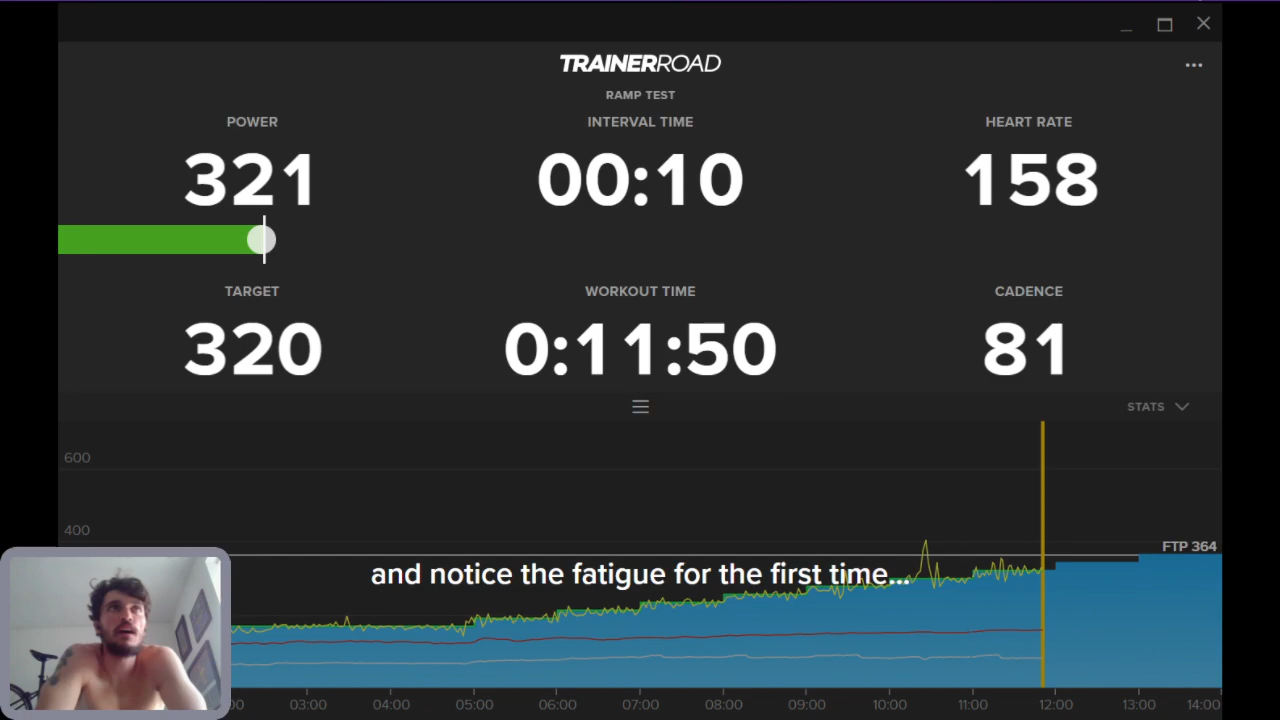 TRAINERROAD
RAMP TEST
POWER
INTERVAL TIME
HEART RATE
321
00:10
158
TARGET
WORKOUT TIME
CADENCE
320
0:11:50
81
STATS
600
400
FTP 364
and notice the fatigue for the first time...
03:00 04:00 05:00 06:00 07:00 08:00 09:00 10:00 11:00 12:00 13:00 14:00